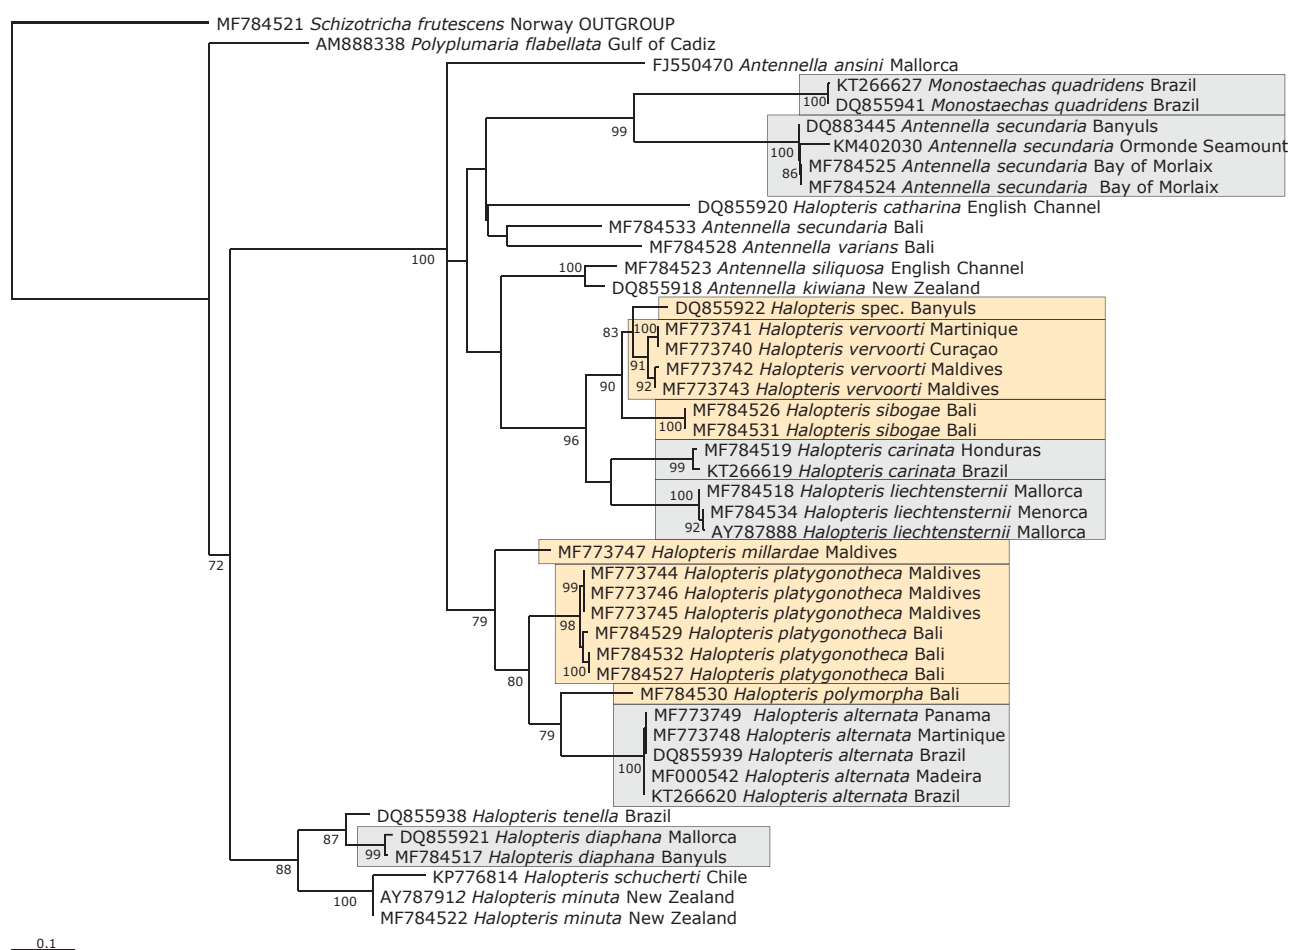 MF784521 Schizotricha frutescens Norway OUTGROUP
AM888338 Polyplumaria flabellata Gulf of Cadiz
FJ550470 Antennella ansini Mallorca
KT266627 Monostaechas quadridens Brazil
100
DQ855941 Monostaechas quadridens Brazil
99
DQ883445 Antennella secundaria Banyuls
KM402030 Antennella secundaria Ormonde Seamount
100
MF784525 Antennella secundaria Bay of Morlaix
86
MF784524 Antennella secundaria Bay of Morlaix
DQ855920 Halopteris catharina English Channel
MF784533 Antennella secundaria Bali
MF784528 Antennella varians Bali
100
100
MF784523 Antennella siliquosa English Channel
DQ855918 Antennella kiwiana New Zealand
DQ855922 Halopteris spec. Banyuls
83
100
MF773741 Halopteris vervoorti Martinique
MF773740 Halopteris vervoorti Curaçao
91
MF773742 Halopteris vervoorti Maldives
90
92
MF773743 Halopteris vervoorti Maldives
MF784526 Halopteris sibogae Bali
100
MF784531 Halopteris sibogae Bali
96
MF784519 Halopteris carinata Honduras
99
KT266619 Halopteris carinata Brazil
100
MF784518 Halopteris liechtensternii Mallorca
MF784534 Halopteris liechtensternii Menorca
92
AY787888 Halopteris liechtensternii Mallorca
MF773747 Halopteris millardae Maldives
72
MF773744 Halopteris platygonotheca Maldives
99
MF773746 Halopteris platygonotheca Maldives
MF773745 Halopteris platygonotheca Maldives
79
98
MF784529 Halopteris platygonotheca Bali
MF784532 Halopteris platygonotheca Bali
100
MF784527 Halopteris platygonotheca Bali
80
MF784530 Halopteris polymorpha Bali
MF773749 Halopteris alternata Panama
79
MF773748 Halopteris alternata Martinique
DQ855939 Halopteris alternata Brazil
100
MF000542 Halopteris alternata Madeira
KT266620 Halopteris alternata Brazil
DQ855938 Halopteris tenella Brazil
87
DQ855921 Halopteris diaphana Mallorca
99
MF784517 Halopteris diaphana Banyuls
88
KP776814 Halopteris schucherti Chile
100
AY787912 Halopteris minuta New Zealand
MF784522 Halopteris minuta New Zealand
0.1